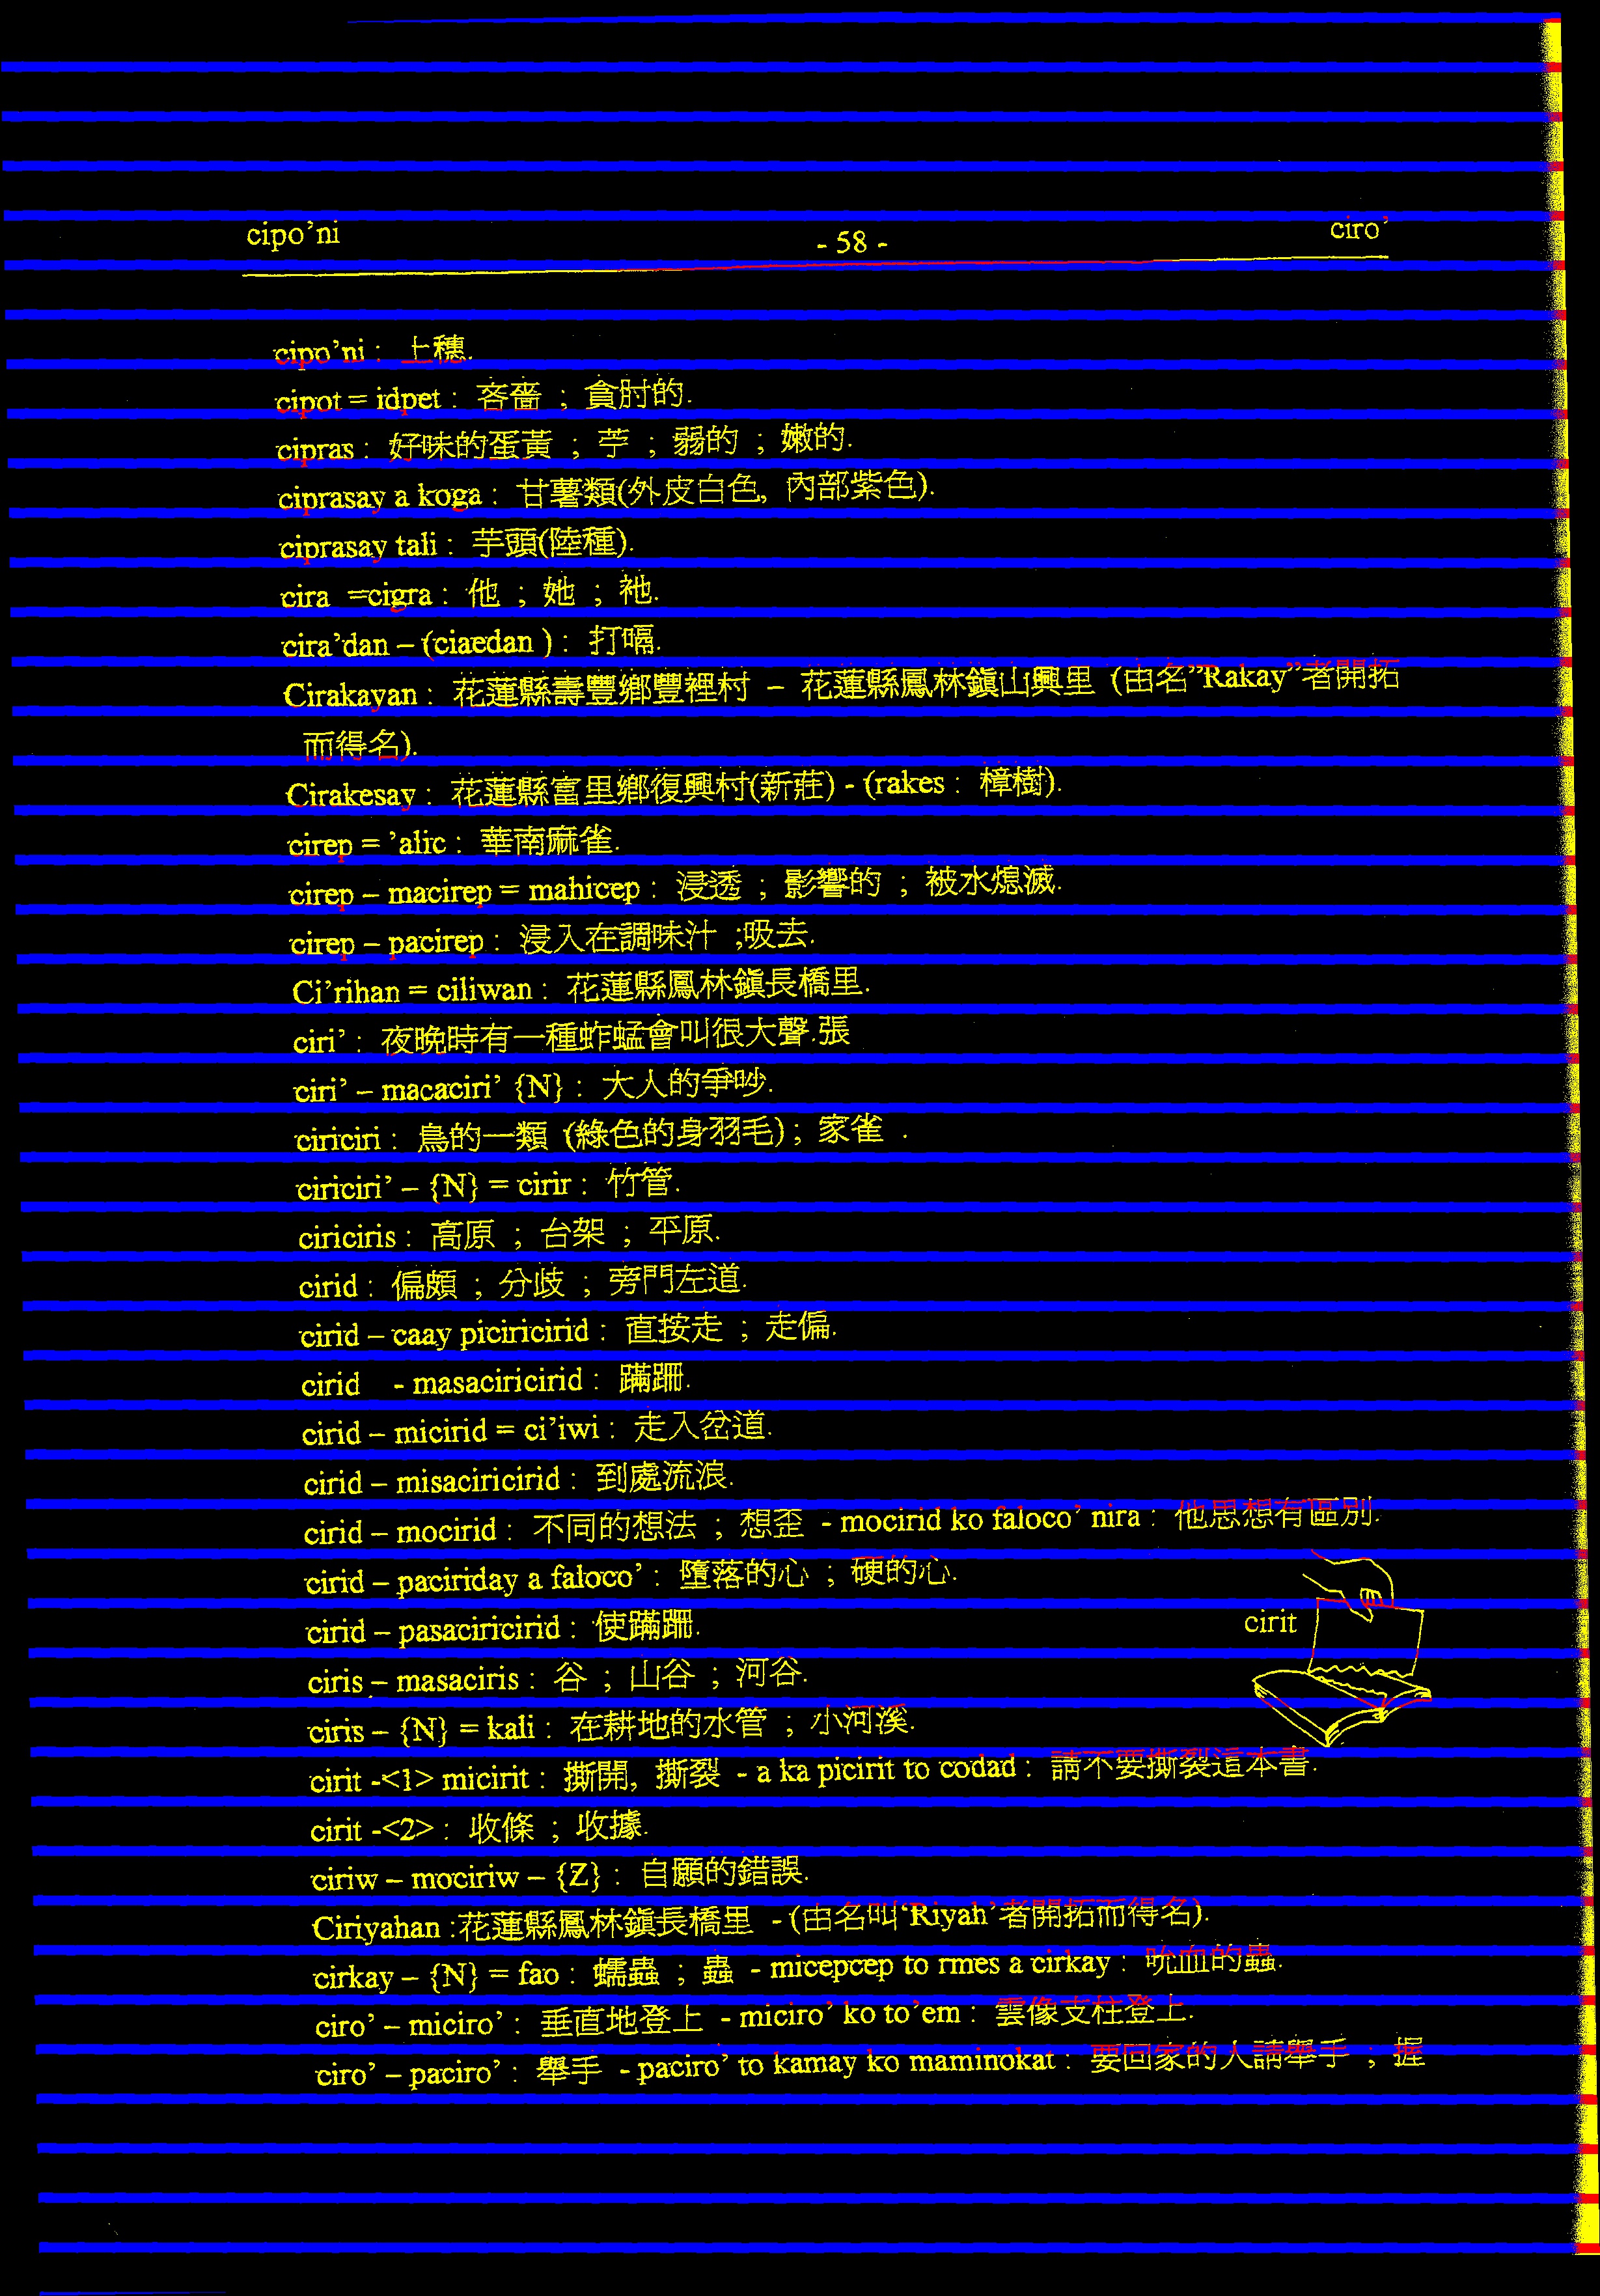 cipo’ni
- 58 -
ciro’
cipo’ni : 上穗.
cipot = idpet : 吝嗇 ; 貪肘的.
cipras : 好味的蛋黃 ; 芋 ; 弱的 ; 嫩的.
ciprasay a koga : 甘薯類(外皮白色, 內部紫色).
ciprasay tali : 芋頭(陸種).
cira =cigra : 他 ; 她 ; 祂.
cira’dan – (ciaedan ) : 打嗝.
Cirakayan : 花蓮縣壽豐鄉豐裡村 – 花蓮縣鳳林鎮山興里 (由名”Rakay”者開拓
而得名).
Cirakesay : 花蓮縣富里鄉復興村(新莊) - (rakes : 樟樹).
cirep = ’alic : 華南麻雀.
cirep – macirep = mahicep : 浸透 ; 影響的 ; 被水熄滅.
cirep – pacirep : 浸入在調味汁 ;吸去.
Ci’rihan = ciliwan : 花蓮縣鳳林鎮長橋里.
ciri’ : 夜晚時有一種蚱蜢會叫很大聲.張
ciri’ – macaciri’ {N} : 大人的爭吵.
ciriciri : 鳥的一類 (綠色的身羽毛) ; 家雀 .
ciriciri’ – {N} = cirir : 竹管.
ciriciris : 高原 ; 台架 ; 平原.
cirid : 偏頗 ; 分歧 ; 旁門左道.
cirid – caay piciricirid : 直接走 ; 走偏.
cirid - masaciricirid : 蹣跚.
cirid – micirid = ci’iwi : 走入岔道.
cirid – misaciricirid : 到處流浪.
cirid – mocirid : 不同的想法 ; 想歪 - mocirid ko faloco’ nira : 他思想有區別.
cirid – paciriday a faloco’ : 墮落的心 ; 硬的心.
cirid – pasaciricirid : 使蹣跚.
cirit
ciris – masaciris : 谷 ; 山谷 ; 河谷.
ciris – {N} = kali : 在耕地的水管 ; 小河溪.
cirit -<1> micirit : 撕開, 撕裂 - a ka picirit to codad : 請不要撕裂這本書.
cirit -<2> : 收條 ; 收據.
ciriw – mociriw – {Z} : 自願的錯誤.
Ciriyahan :花蓮縣鳳林鎮長橋里 - (由名叫‘Riyah’者開拓而得名).
cirkay – {N} = fao : 蠕蟲 ; 蟲 - micepcep to rmes a cirkay : 吮血的蟲.
ciro’ – miciro’ : 垂直地登上 - miciro’ ko to’em : 雲像支柱登上.
ciro’ – paciro’ : 舉手 - paciro’ to kamay ko maminokat : 要回家的人請舉手 ; 握